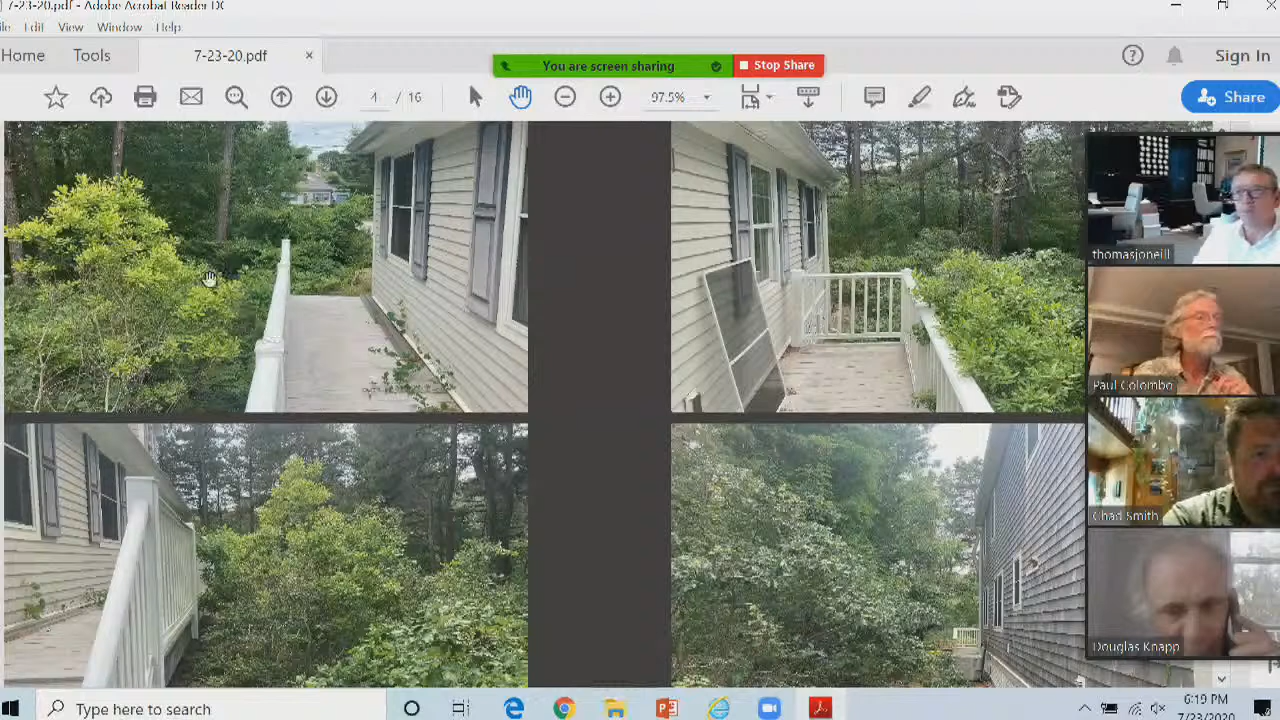 7-23-20.pdf - Adobe Acrobat Reader DC
File Edit View Window Help
Home Tools 7-23-20.pdf ×
You are screen sharing Stop Share
? Sign In
4 / 16 97.5%
Share
thomasjoneill
Paul Colombo
Chad Smith
Douglas Knapp
Type here to search
6:19 PM
7/23/2020